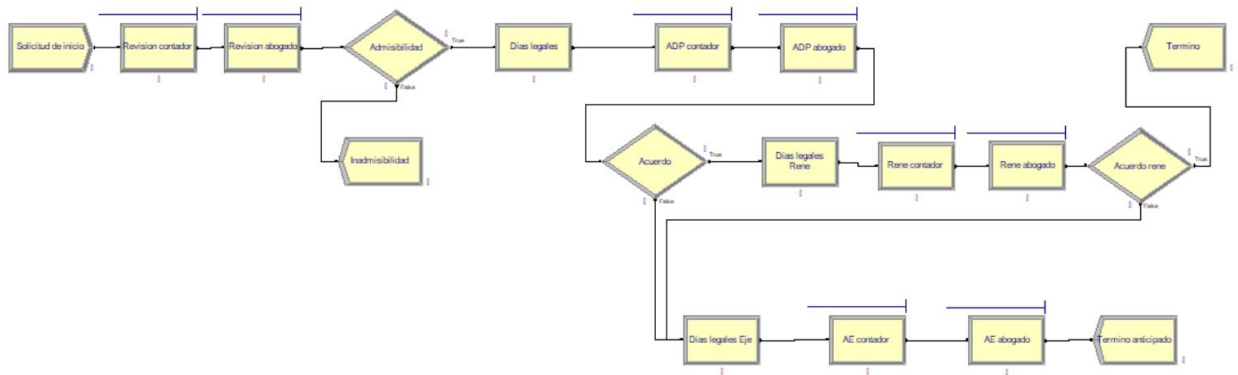 Solicitud de inicio
Revision contador
Revision abogado
Admisibilidad
True
False
Inadmisibilidad
Dias legales
ADP contador
ADP abogado
Termino
Acuerdo
True
False
Dias legales
Rene
Rene contador
Rene abogado
Acuerdo rene
True
False
Dias legales Eje
AE contador
AE abogado
Termino anticipado